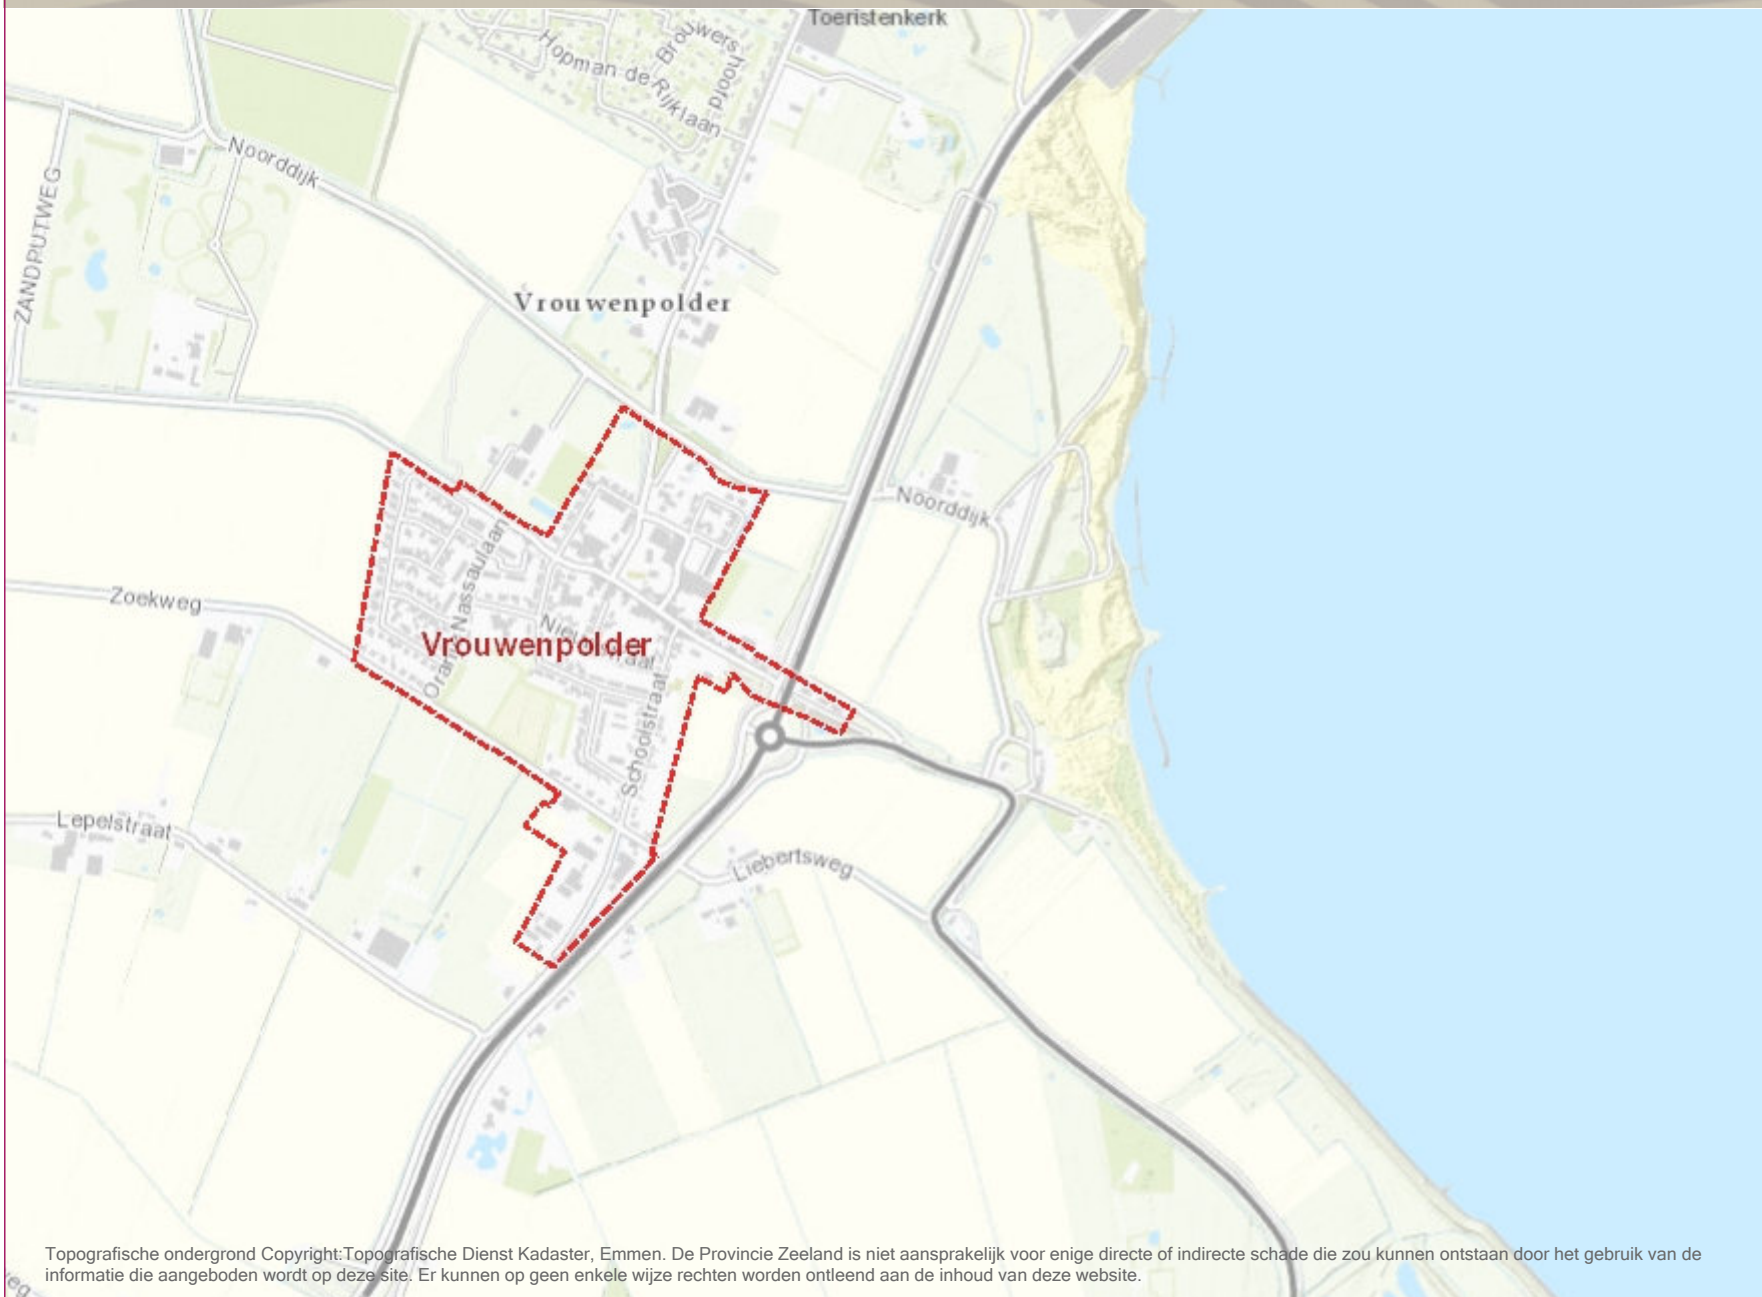 Toeristenkerk
Brouwers
hoofd
Hopman de Rijklaan
Noorddijk
ZANDPUTWEG
Vrouwenpolder
Noorddijk
Zoekweg
Nassaulaan
Vrouwenpolder
Schoolstraat
Lepelstraat
Liebertsweg
Topografische ondergrond Copyright:Topografische Dienst Kadaster, Emmen. De Provincie Zeeland is niet aansprakelijk voor enige directe of indirecte schade die zou kunnen ontstaan door het gebruik van de
informatie die aangeboden wordt op deze site. Er kunnen op geen enkele wijze rechten worden ontleend aan de inhoud van deze website.